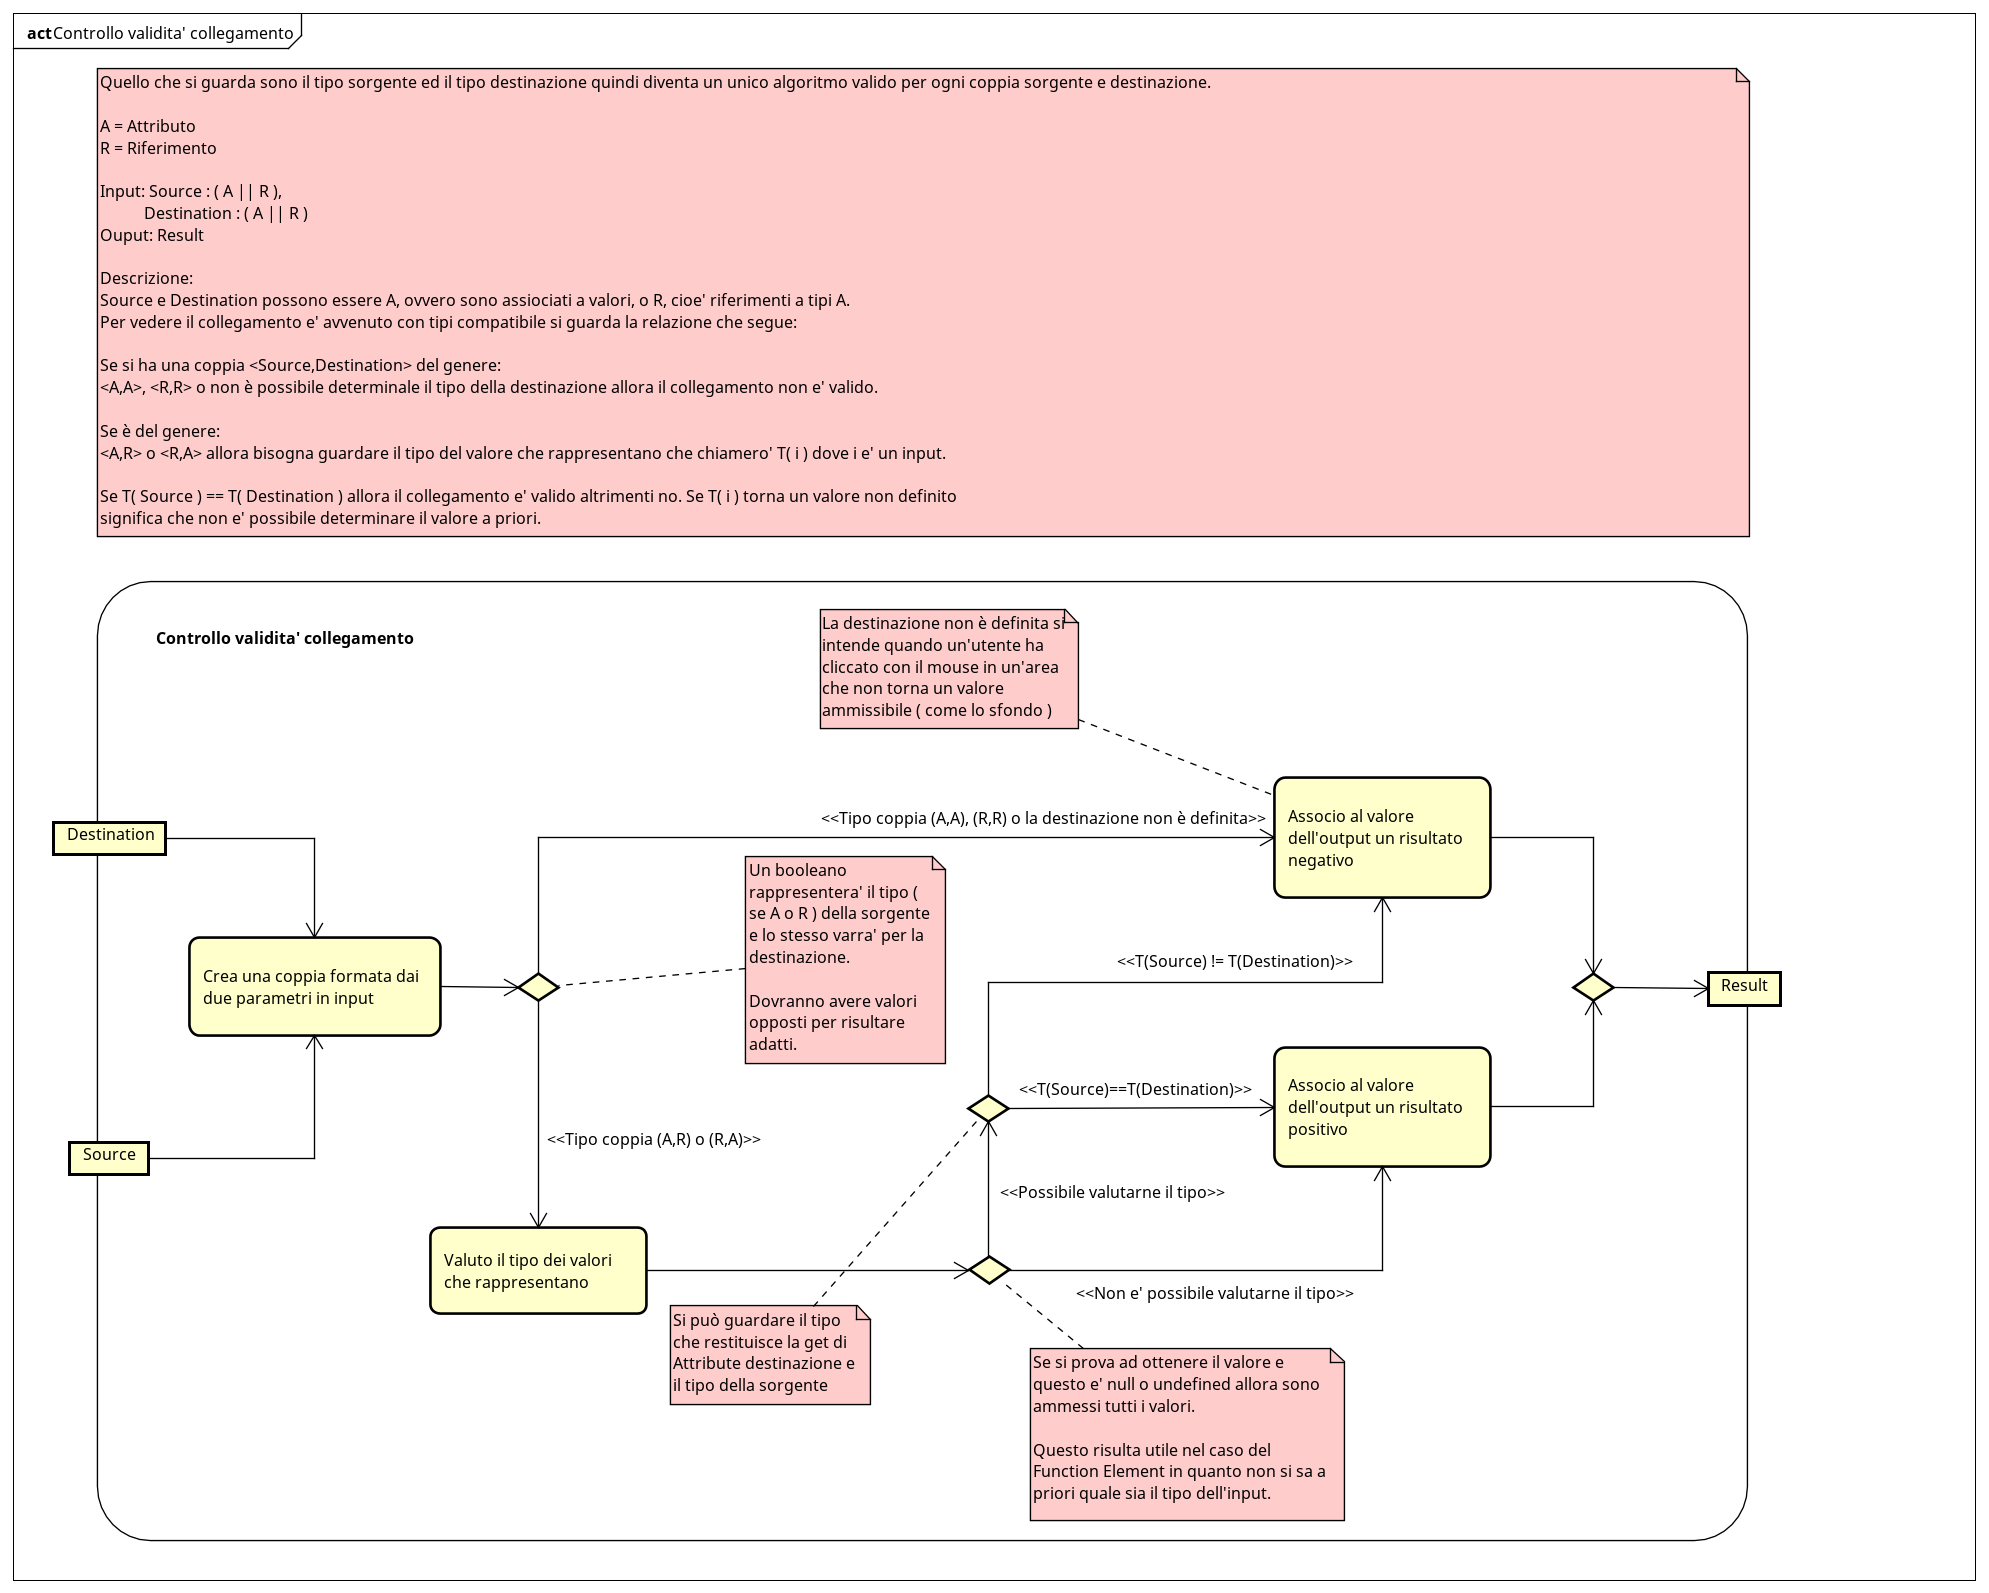 act Controllo validita' collegamento
Quello che si guarda sono il tipo sorgente ed il tipo destinazione quindi diventa un unico algoritmo valido per ogni coppia sorgente e destinazione.
A = Attributo
R = Riferimento
Input: Source : ( A || R ),
Destination : ( A || R )
Ouput: Result
Descrizione:
Source e Destination possono essere A, ovvero sono assiociati a valori, o R, cioe' riferimenti a tipi A.
Per vedere il collegamento e' avvenuto con tipi compatibile si guarda la relazione che segue:
Se si ha una coppia <Source,Destination> del genere:
<A,A>, <R,R> o non è possibile determinale il tipo della destinazione allora il collegamento non e' valido.
Se è del genere:
<A,R> o <R,A> allora bisogna guardare il tipo del valore che rappresentano che chiamero' T( i ) dove i e' un input.
Se T( Source ) == T( Destination ) allora il collegamento e' valido altrimenti no. Se T( i ) torna un valore non definito
significa che non e' possibile determinare il valore a priori.
Controllo validita' collegamento
La destinazione non è definita si
intende quando un'utente ha
cliccato con il mouse in un'area
che non torna un valore
ammissibile ( come lo sfondo )
<<Tipo coppia (A,A), (R,R) o la destinazione non è definita>>
Associo al valore
dell'output un risultato
negativo
Destination
Un booleano
rappresentera' il tipo (
se A o R ) della sorgente
e lo stesso varra' per la
destinazione.
Dovranno avere valori
opposti per risultare
adatti.
Crea una coppia formata dai
due parametri in input
<<T(Source) != T(Destination)>>
Result
<<T(Source)==T(Destination)>>
Associo al valore
dell'output un risultato
positivo
Source
<<Tipo coppia (A,R) o (R,A)>>
<<Possibile valutarne il tipo>>
Valuto il tipo dei valori
che rappresentano
<<Non e' possibile valutarne il tipo>>
Si può guardare il tipo
che restituisce la get di
Attribute destinazione e
il tipo della sorgente
Se si prova ad ottenere il valore e
questo e' null o undefined allora sono
ammessi tutti i valori.
Questo risulta utile nel caso del
Function Element in quanto non si sa a
priori quale sia il tipo dell'input.